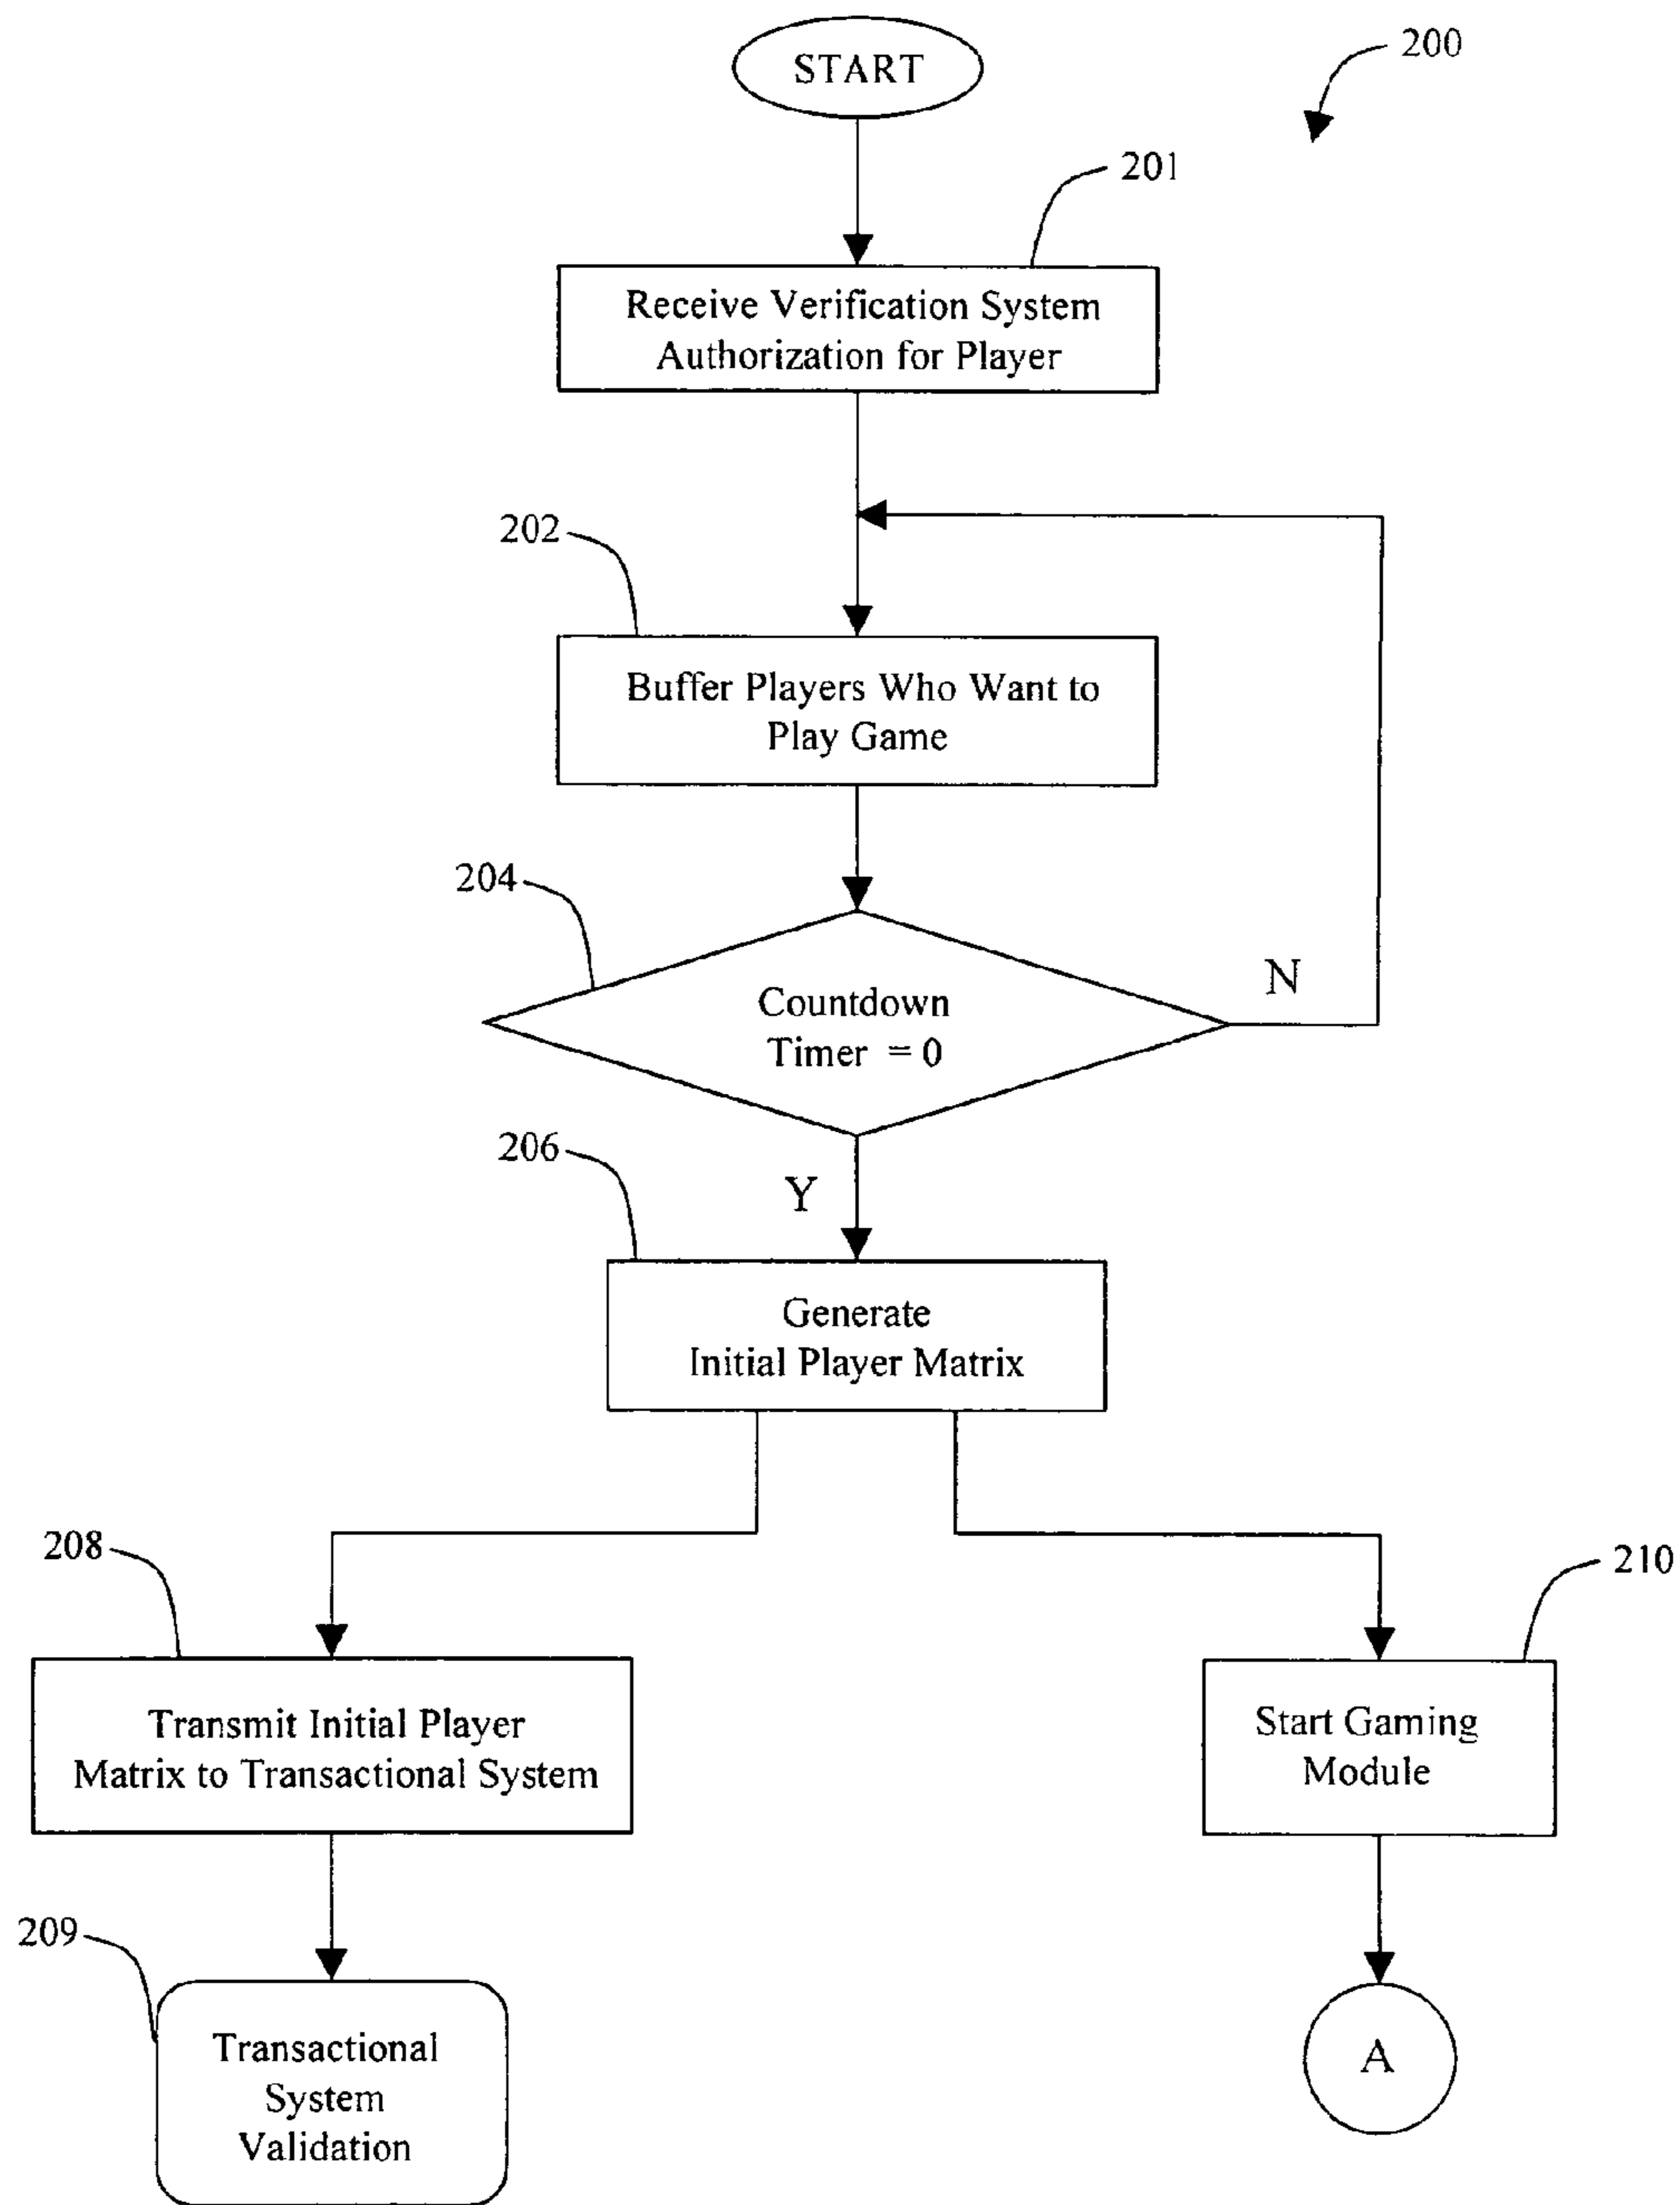 START
200
201
Receive Verification System
Authorization for Player
202
Buffer Players Who Want to
Play Game
204
Countdown
Timer = 0
N
206
Y
Generate
Initial Player Matrix
208
210
Transmit Initial Player
Matrix to Transactional System
Start Gaming
Module
209
Transactional
System
Validation
A